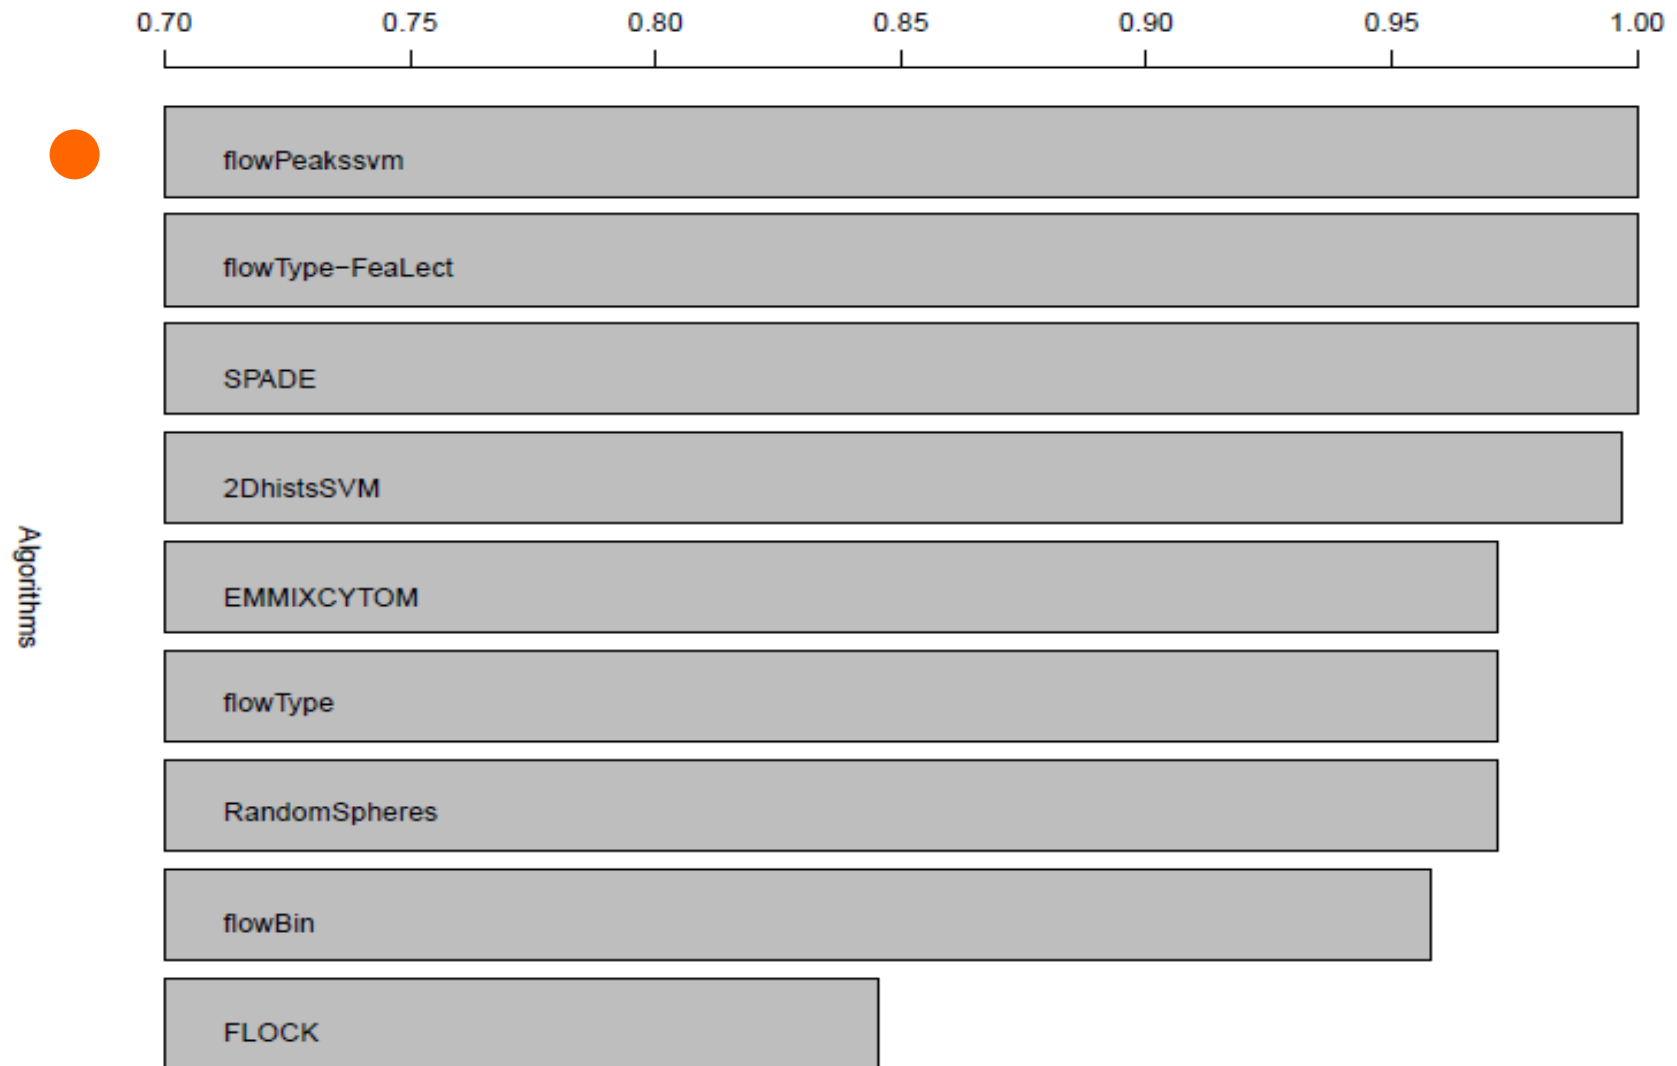 0.70 0.75 0.80 0.85 0.90 0.95 1.00
flowPeakssvm
flowType−FeaLect
SPADE
2DhistsSVM
EMMIXCYTOM
flowType
RandomSpheres
flowBin
FLOCK
Algorithms